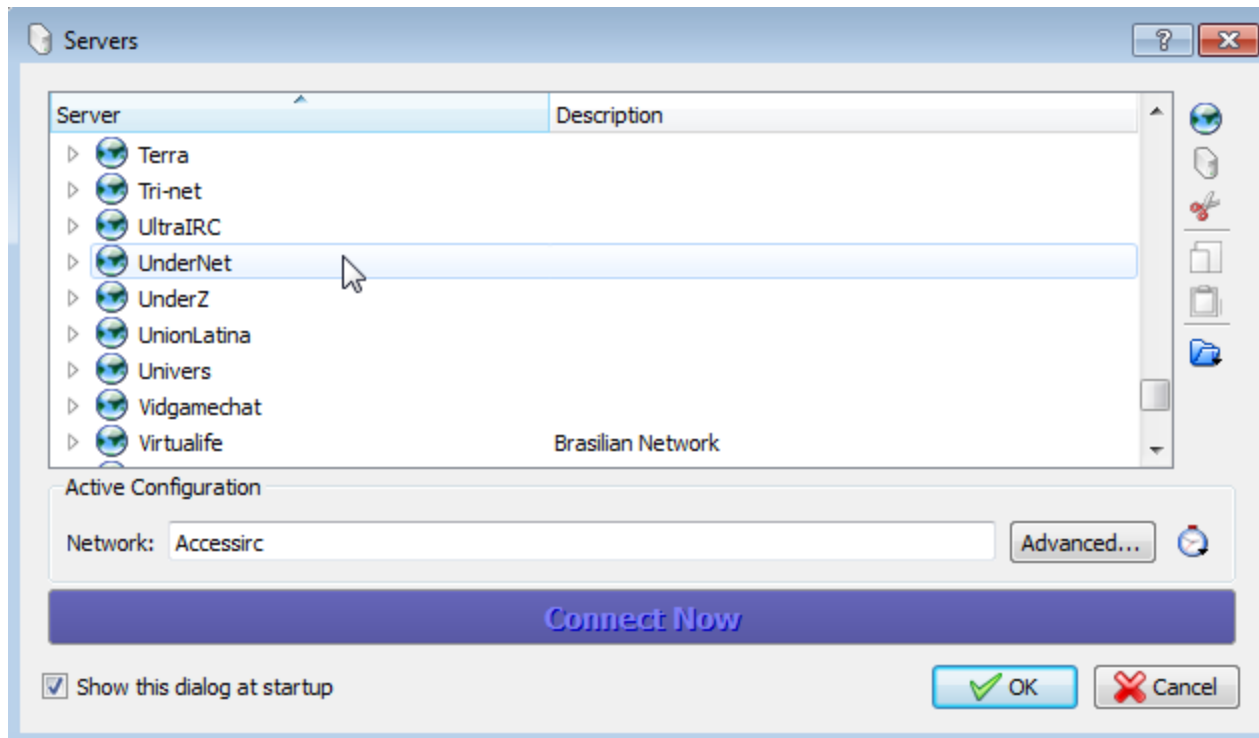 Servers
Server Description
Terra
Tri-net
UltraIRC
UnderNet
UnderZ
UnionLatina
Univers
Vidgamechat
Virtualife Brasilian Network
Active Configuration
Network: Accessirc Advanced...
Connect Now
Show this dialog at startup OK Cancel